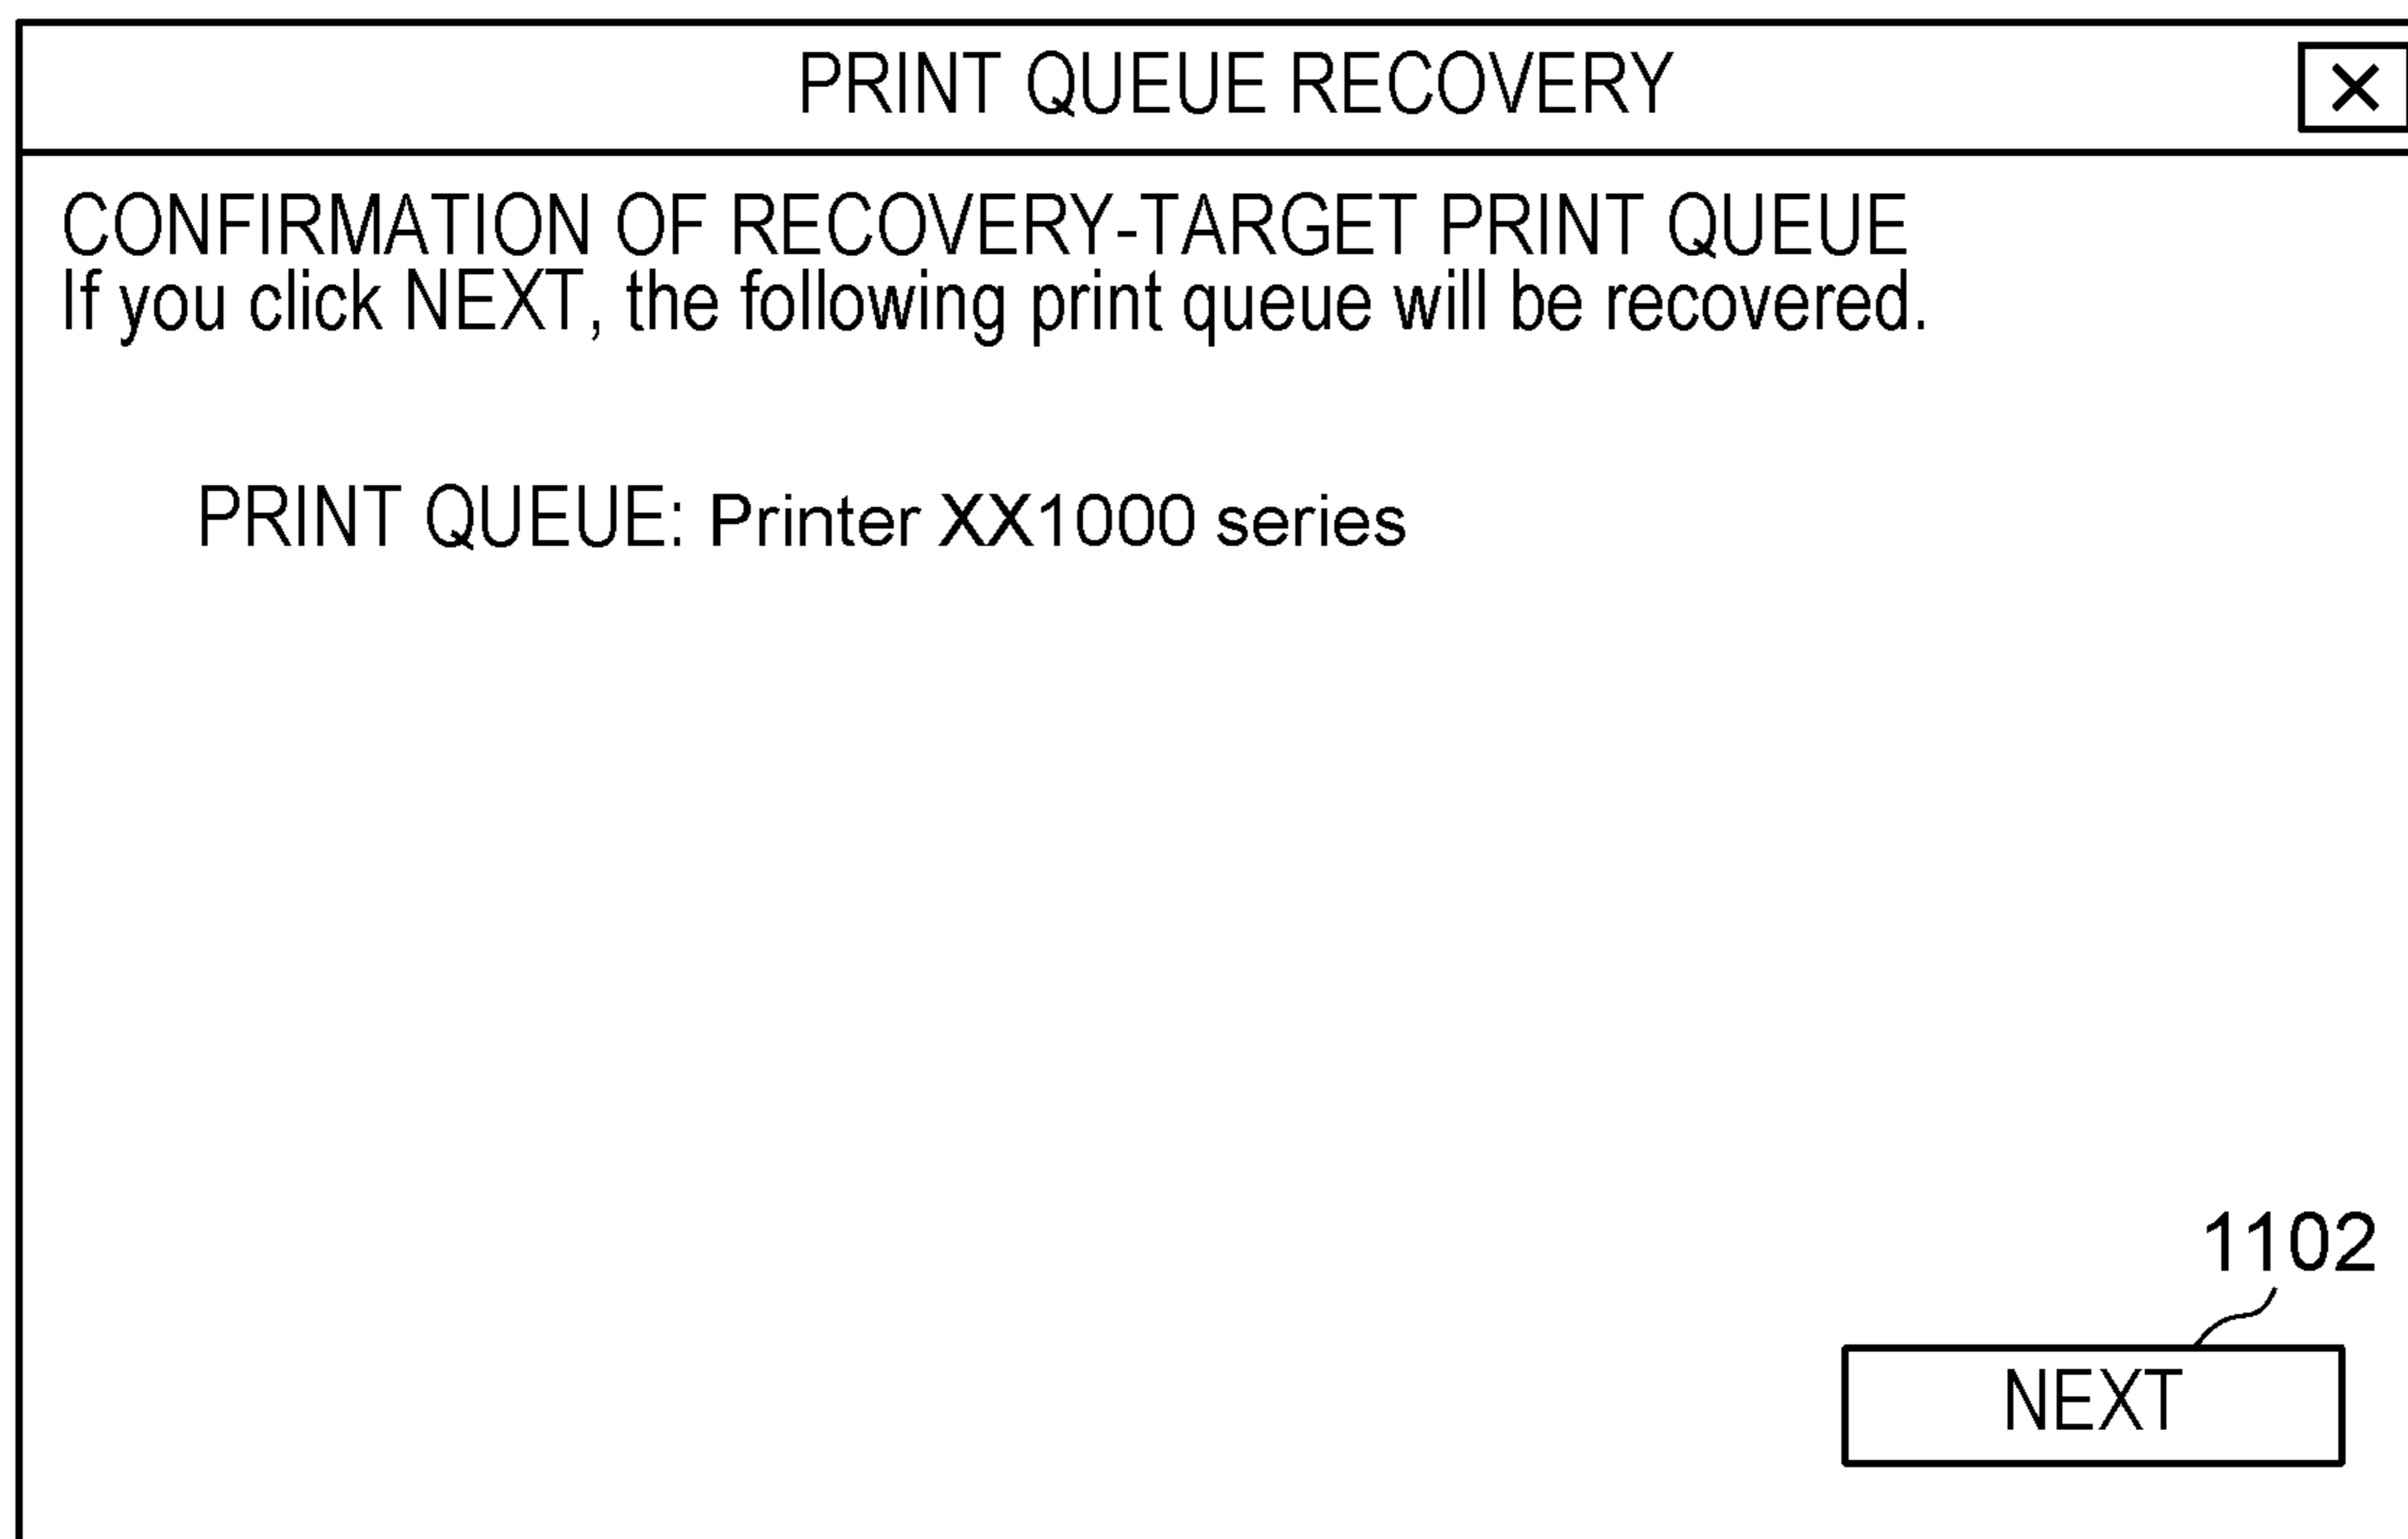 PRINT QUEUE RECOVERY
CONFIRMATION OF RECOVERY-TARGET PRINT QUEUE
If you click NEXT, the following print queue will be recovered.
PRINT QUEUE: Printer XX1000 series
1102
NEXT